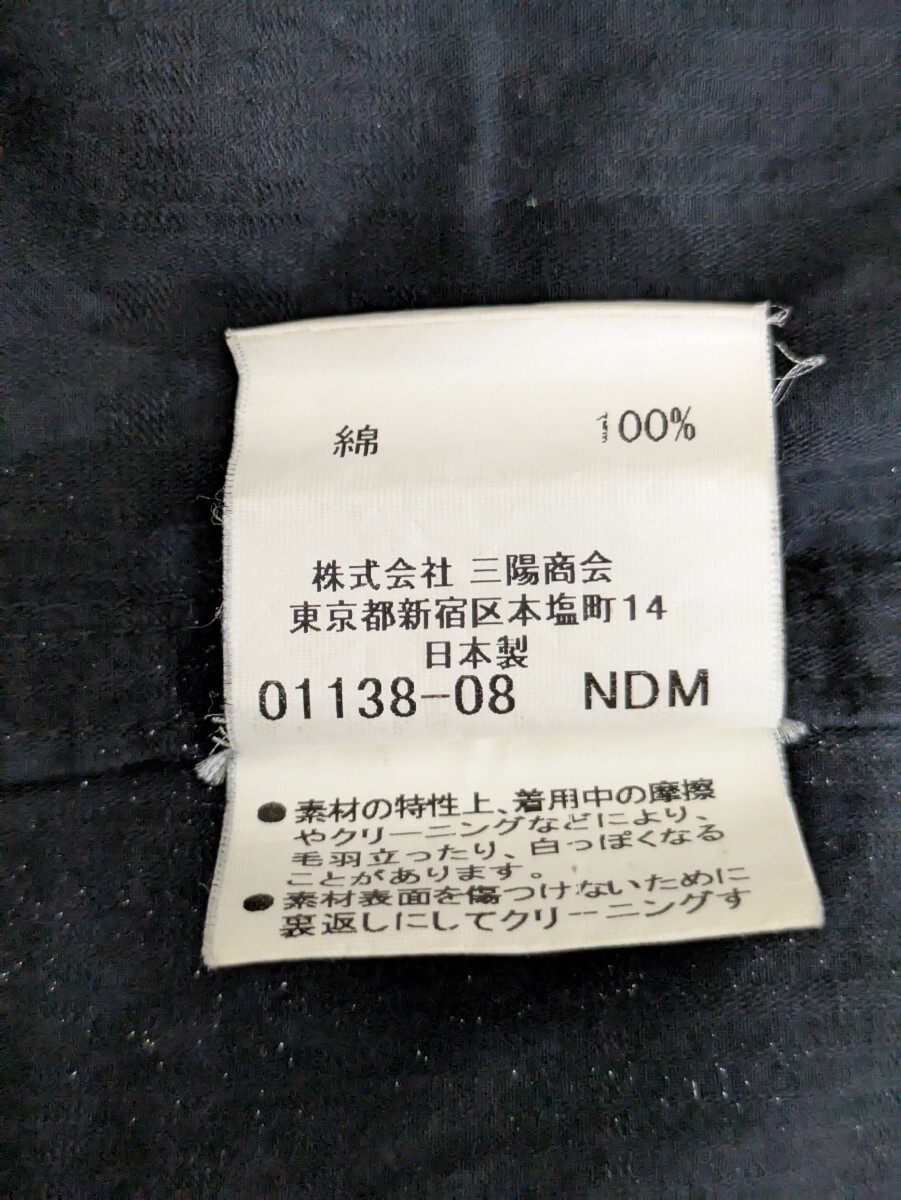 綿 100%
株式会社 三陽商会
東京都新宿区本塩町14
日本製
01138-08 NDM
●素材の特性上、着用中の摩擦
やクリーニングなどにより、
毛羽立ったり、白っぽくなる
ことがあります。
●素材表面を傷つけないために
裏返しにしてクリーニングす